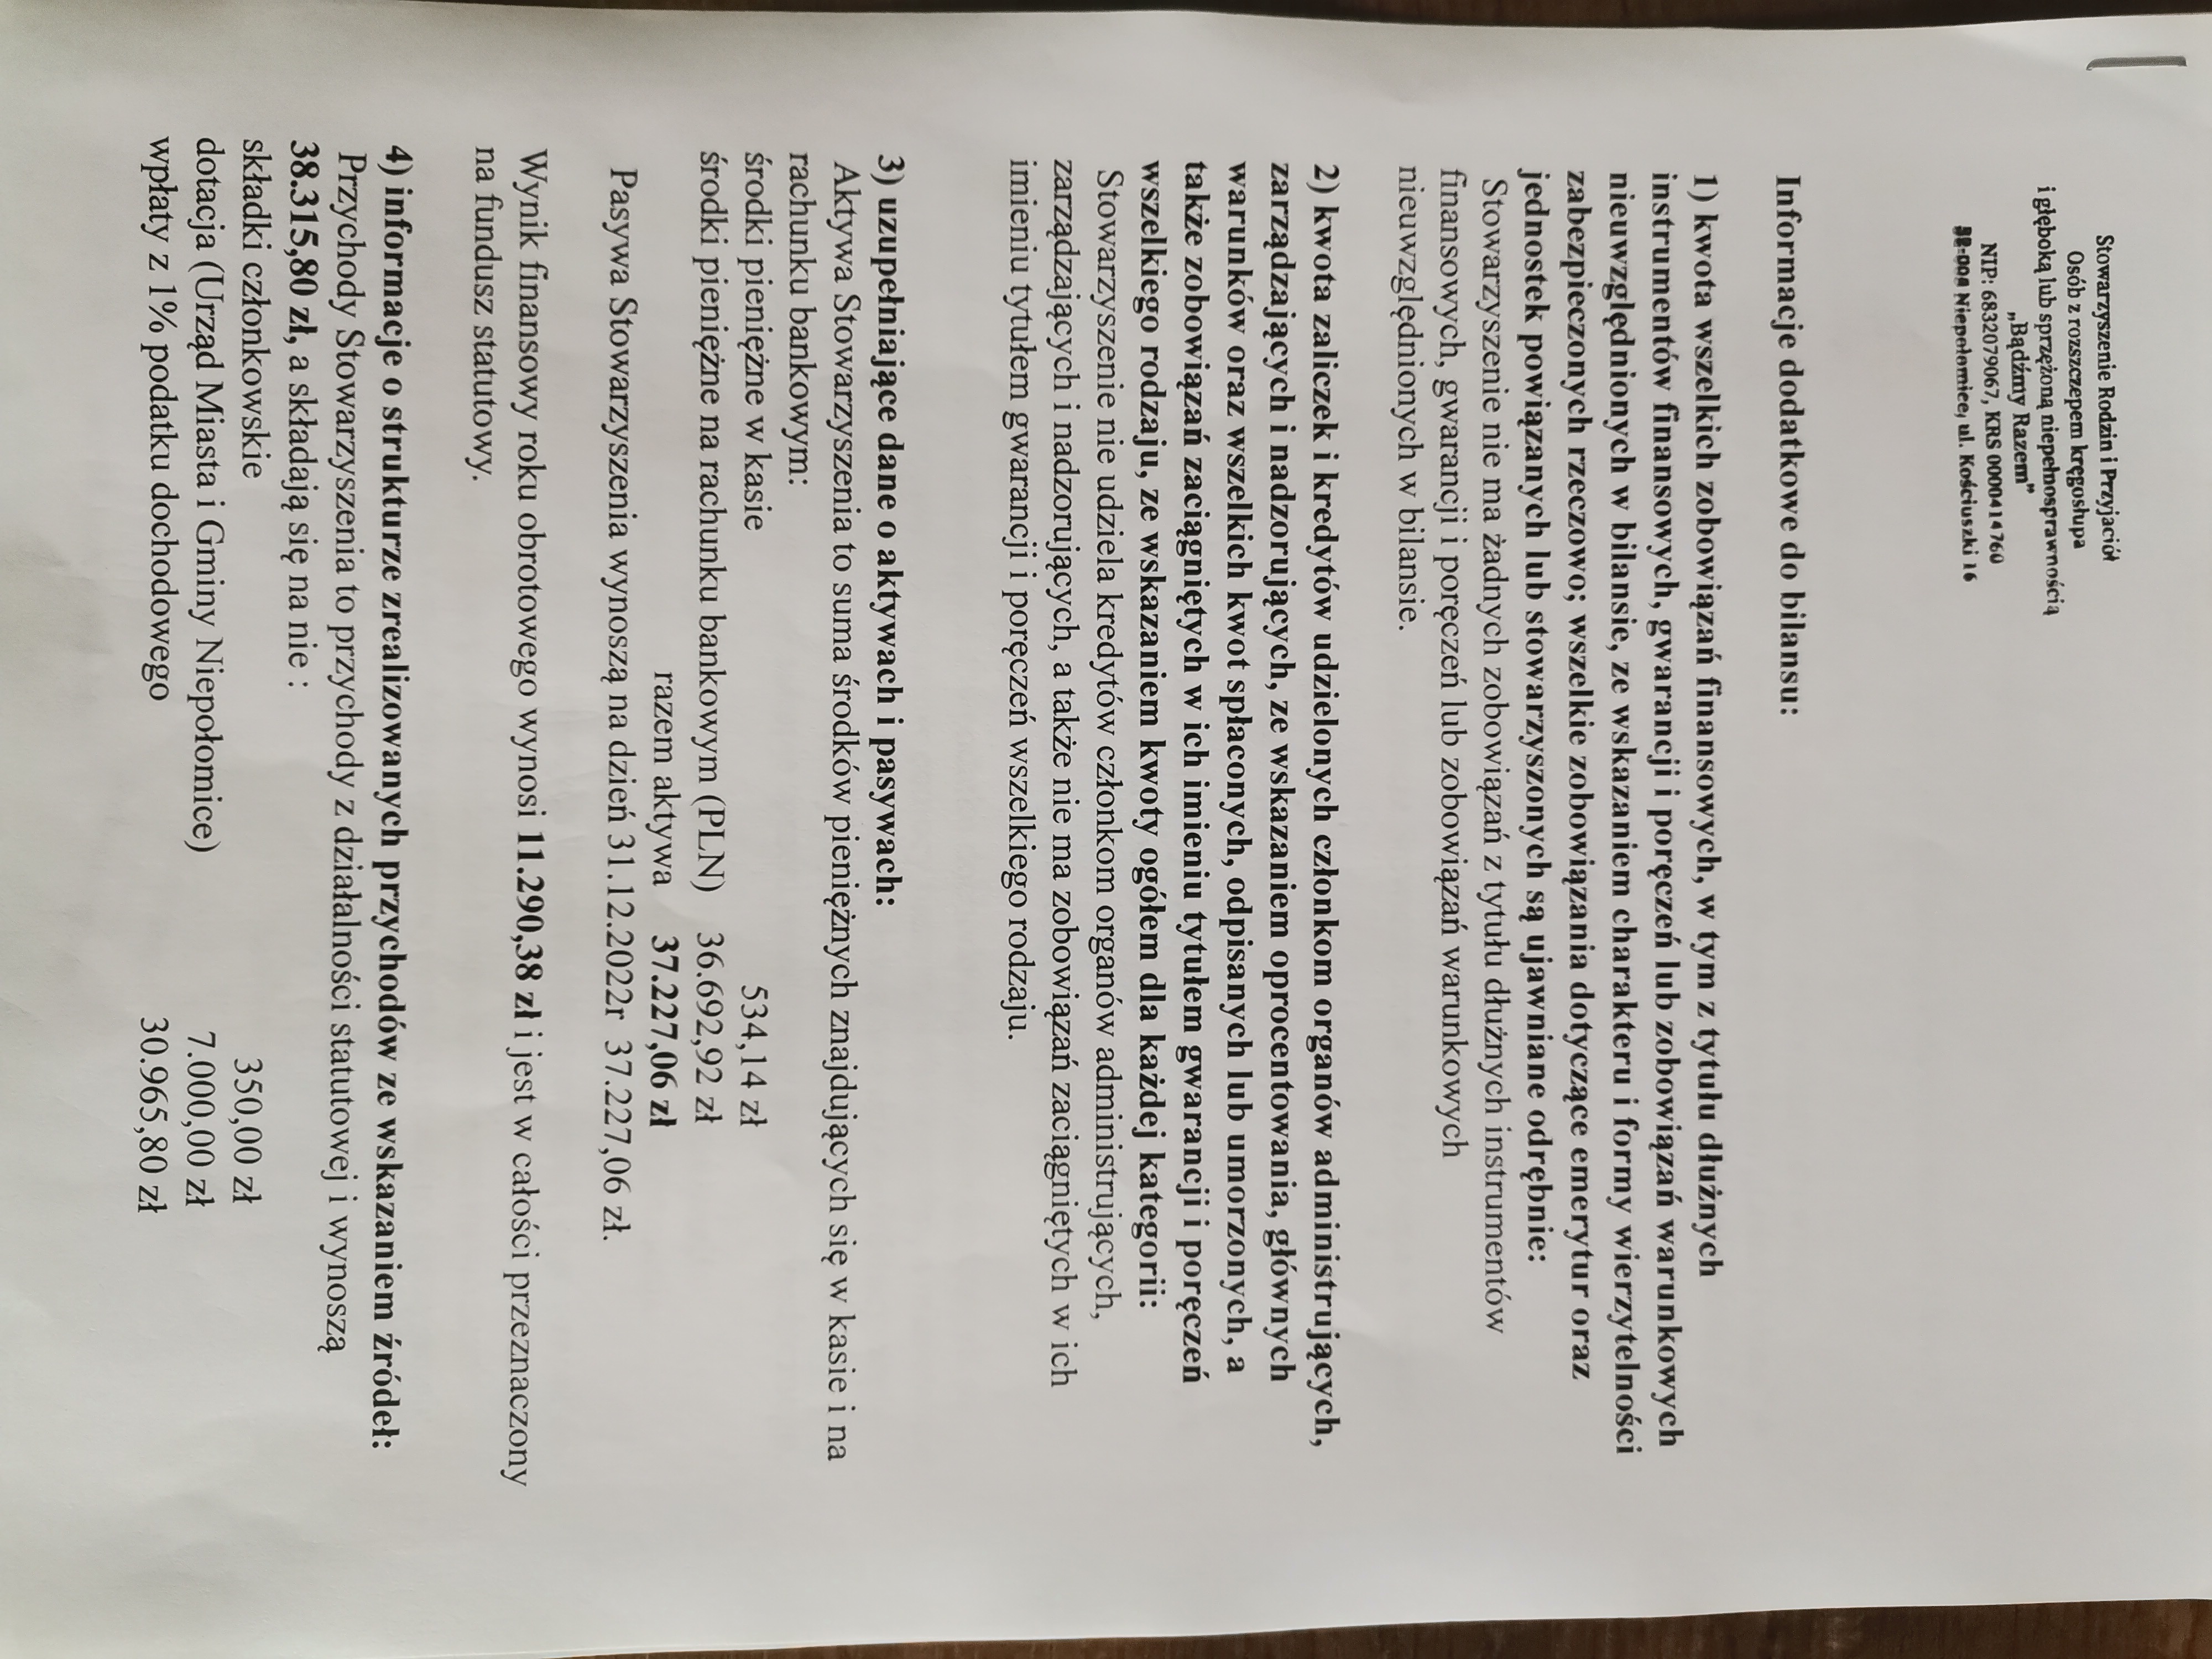 Stowarzyszenie Rodzin i Przyjaciół
Osób z rozszczepem kręgosłupa
i głęboką lub sprzężoną niepełnosprawnością
„Bądźmy Razem"
NIP: 6832079067, KRS 0000414760
Niepołomice, ul. Kościuszki 16
Informacje dodatkowe do bilansu:
1) kwota wszelkich zobowiązań finansowych, w tym z tytułu dłużnych
instrumentów finansowych, gwarancji i poręczeń lub zobowiązań warunkowych
nieuwzględnionych w bilansie, ze wskazaniem charakteru i formy wierzytelności
zabezpieczonych rzeczowo; wszelkie zobowiązania dotyczące emerytur oraz
jednostek powiązanych lub stowarzyszonych są ujawniane odrębnie:
Stowarzyszenie nie ma żadnych zobowiązań z tytułu dłużnych instrumentów
finansowych, gwarancji i poręczeń lub zobowiązań warunkowych
nieuwzględnionych w bilansie.
2) kwota zaliczek i kredytów udzielonych członkom organów administrujących,
zarządzających i nadzorujących, ze wskazaniem oprocentowania, głównych
warunków oraz wszelkich kwot spłaconych, odpisanych lub umorzonych, a
także zobowiązań zaciągniętych w ich imieniu tytułem gwarancji i poręczeń
wszelkiego rodzaju, ze wskazaniem kwoty ogółem dla każdej kategorii:
Stowarzyszenie nie udziela kredytów członkom organów administrujących,
zarządzających i nadzorujących, a także nie ma zobowiązań zaciągniętych w ich
imieniu tytułem gwarancji i poręczeń wszelkiego rodzaju.
3) uzupełniające dane o aktywach i pasywach:
Aktywa Stowarzyszenia to suma środków pieniężnych znajdujących się w kasie i na
rachunku bankowym:
środki pieniężne w kasie 534,14 zł
środki pieniężne na rachunku bankowym (PLN) 36.692,92 zł
razem aktywa 37.227,06 zł
Pasywa Stowarzyszenia wynoszą na dzień 31.12.2022r 37.227,06 zł.
Wynik finansowy roku obrotowego wynosi 11.290,38 zł i jest w całości przeznaczony
na fundusz statutowy.
4) informacje o strukturze zrealizowanych przychodów ze wskazaniem źródeł:
Przychody Stowarzyszenia to przychody z działalności statutowej i wynoszą
38.315,80 zł, a składają się na nie :
składki członkowskie 350,00 zł
dotacja (Urząd Miasta i Gminy Niepołomice) 7.000,00 zł
wpłaty z 1% podatku dochodowego 30.965,80 zł